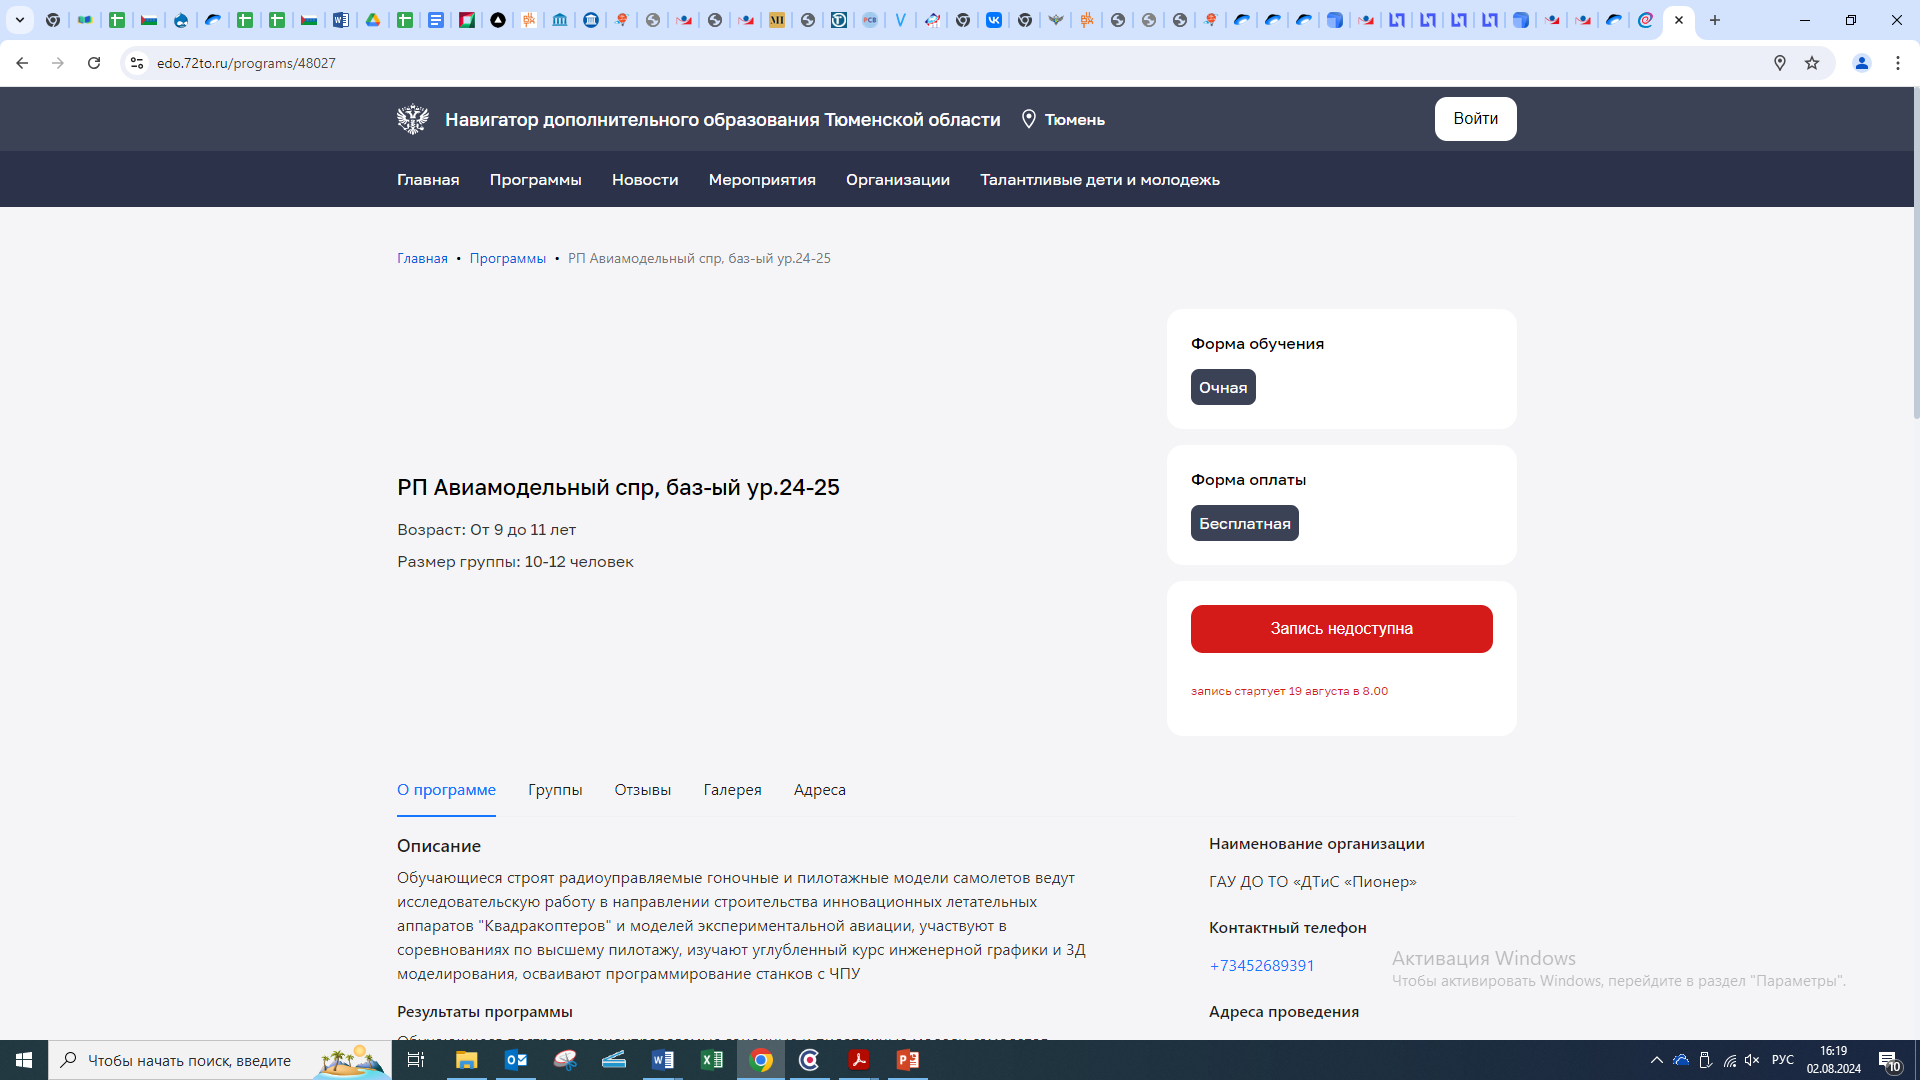 edo.72to.ru/programs/48027
Навигатор дополнительного образования Тюменской области
Тюмень
Войти
Главная
Программы
Новости
Мероприятия
Организации
Талантливые дети и молодежь
Главная • Программы • РП Авиамодельный спр, баз-ый ур.24-25
Форма обучения
Очная
Форма оплаты
Бесплатная
РП Авиамодельный спр, баз-ый ур.24-25
Возраст: От 9 до 11 лет
Размер группы: 10-12 человек
Запись недоступна
запись стартует 19 августа в 8.00
О программе
Группы
Отзывы
Галерея
Адреса
Описание
Обучающиеся строят радиоуправляемые гоночные и пилотажные модели самолетов ведут
исследовательскую работу в направлении строительства инновационных летательных
аппаратов "Квадракоптеров" и моделей экспериментальной авиации, участвуют в
соревнованиях по высшему пилотажу, изучают углубленный курс инженерной графики и 3Д
моделирования, осваивают программирование станков с ЧПУ
Результаты программы
Наименование организации
ГАУ ДО ТО «ДТиС «Пионер»
Контактный телефон
+73452689391
Адреса проведения
Активация Windows
Чтобы активировать Windows, перейдите в раздел "Параметры".
Чтобы начать поиск, введите
РУС
16:19
02.08.2024
10